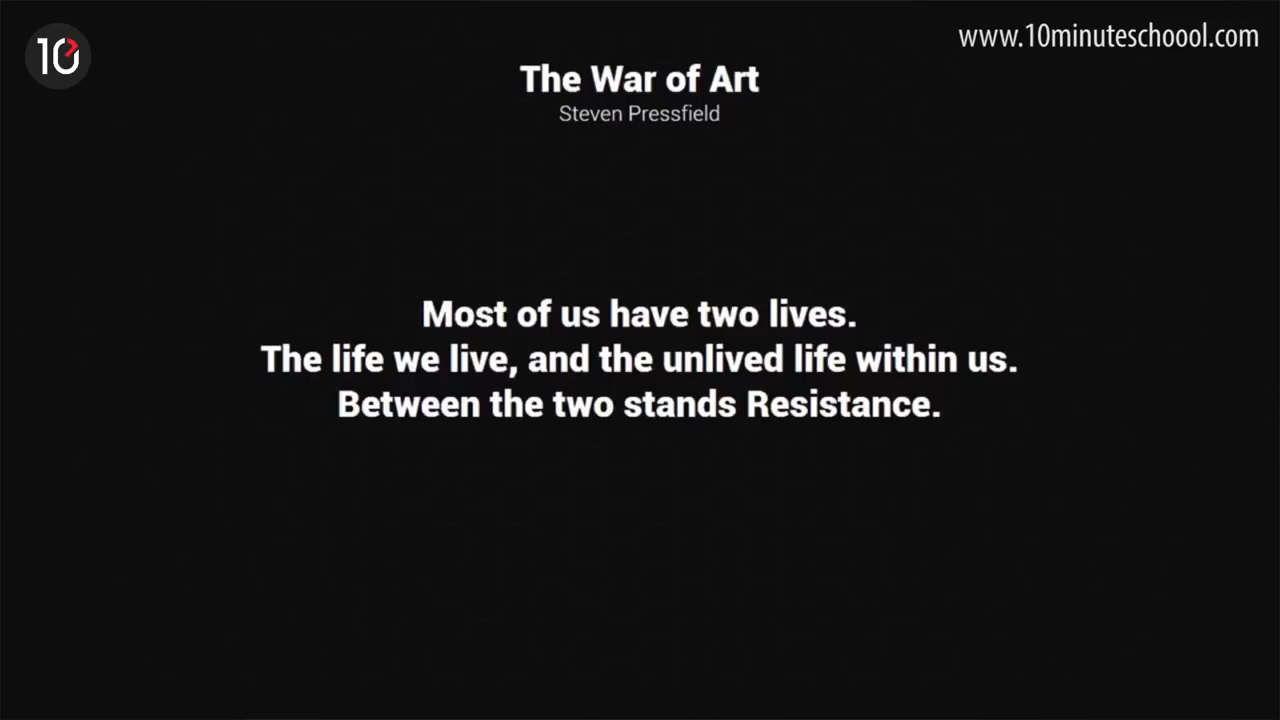 10
www.10minuteschoool.com
The War of Art
Steven Pressfield
Most of us have two lives.
The life we live, and the unlived life within us.
Between the two stands Resistance.